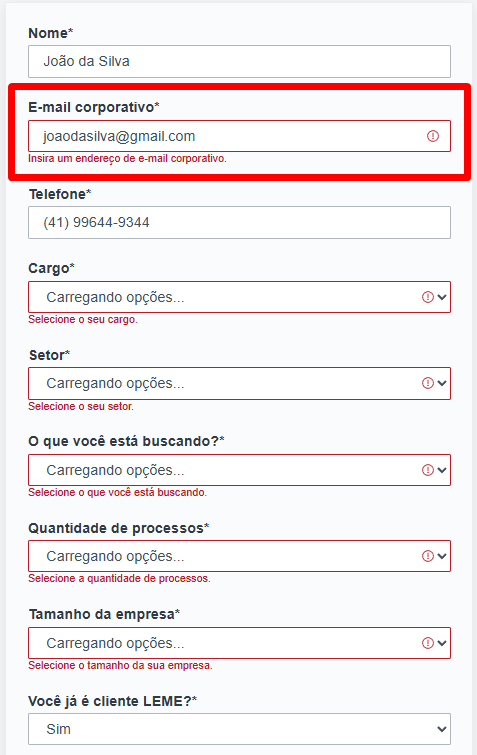 Nome*
João da Silva
E-mail corporativo*
joaodasilva@gmail.com
Insira um endereço de e-mail corporativo.
Telefone*
(41) 99644-9344
Cargo*
Carregando opções...
Selecione o seu cargo.
Setor*
Carregando opções...
Selecione o seu setor.
O que você está buscando?*
Carregando opções...
Selecione o que você está buscando.
Quantidade de processos*
Carregando opções...
Selecione a quantidade de processos.
Tamanho da empresa*
Carregando opções...
Selecione o tamanho da sua empresa.
Você já é cliente LEME?*
Sim